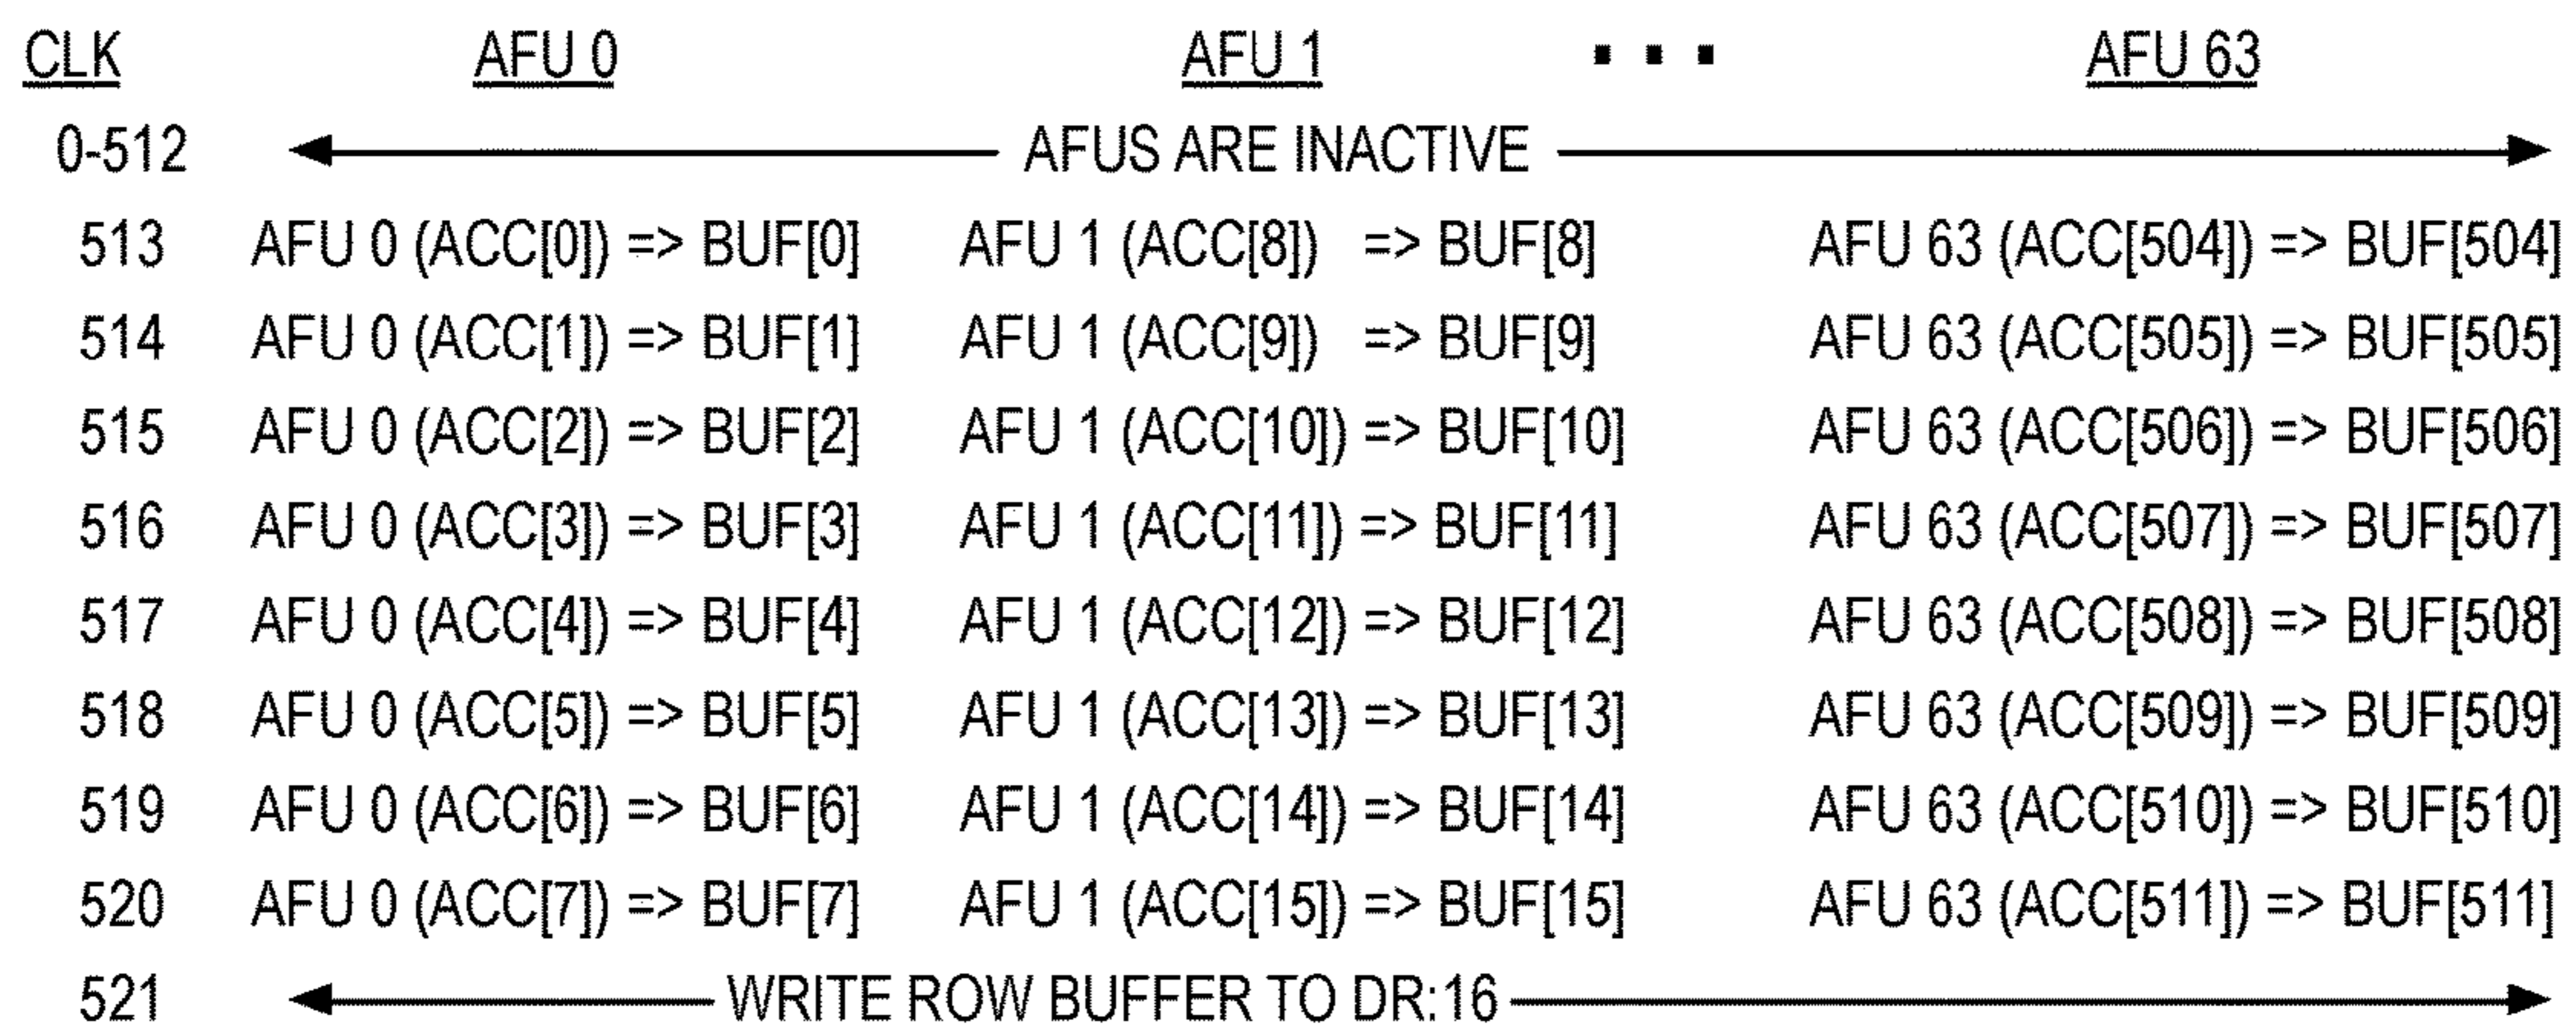 CLK AFU 0 AFU 1 ... AFU 63
0-512 AFUS ARE INACTIVE
513 AFU 0 (ACC[0]) => BUF[0] AFU 1 (ACC[8]) => BUF[8] AFU 63 (ACC[504]) => BUF[504]
514 AFU 0 (ACC[1]) => BUF[1] AFU 1 (ACC[9]) => BUF[9] AFU 63 (ACC[505]) => BUF[505]
515 AFU 0 (ACC[2]) => BUF[2] AFU 1 (ACC[10]) => BUF[10] AFU 63 (ACC[506]) => BUF[506]
516 AFU 0 (ACC[3]) => BUF[3] AFU 1 (ACC[11]) => BUF[11] AFU 63 (ACC[507]) => BUF[507]
517 AFU 0 (ACC[4]) => BUF[4] AFU 1 (ACC[12]) => BUF[12] AFU 63 (ACC[508]) => BUF[508]
518 AFU 0 (ACC[5]) => BUF[5] AFU 1 (ACC[13]) => BUF[13] AFU 63 (ACC[509]) => BUF[509]
519 AFU 0 (ACC[6]) => BUF[6] AFU 1 (ACC[14]) => BUF[14] AFU 63 (ACC[510]) => BUF[510]
520 AFU 0 (ACC[7]) => BUF[7] AFU 1 (ACC[15]) => BUF[15] AFU 63 (ACC[511]) => BUF[511]
521 WRITE ROW BUFFER TO DR:16